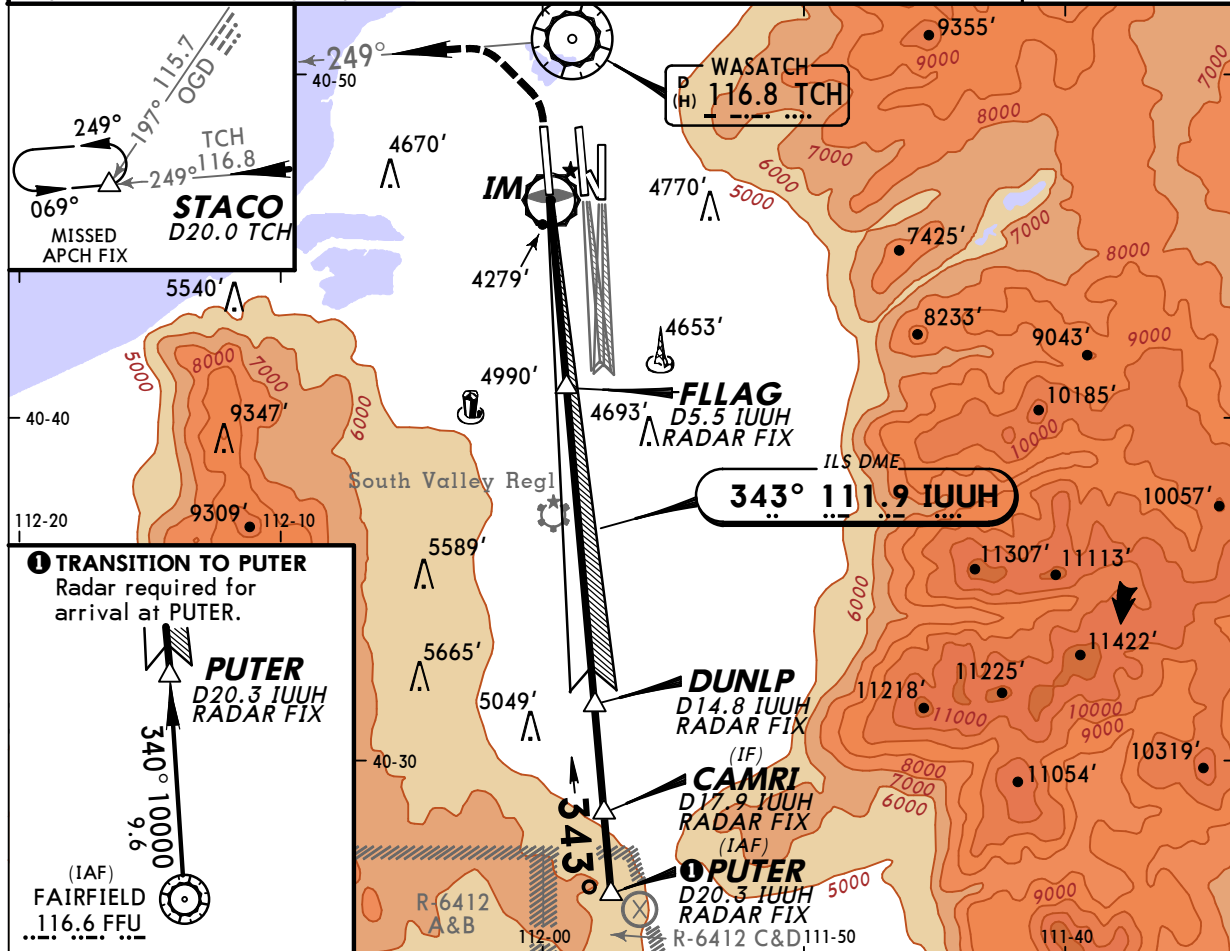 249°
115.7
OGD
197°
TCH
116.8
249°
069°
STACO
D20.0 TCH
MISSED
APCH FIX
249°
40-50
WASATCH
D
(H)
116.8 TCH
9355'
9000
7000
8000
7000
6000
5000
4670'
IM
4770'
7425'
7000
8000
4279'
5540'
5000
8000
7000
6000
4653'
8233'
9043'
9000
4990'
FLLAG
D5.5 IUUH
RADAR FIX
4693'
10185'
10000
40-40
9347'
South Valley Regl
ILS DME
343° 111.9 IUUH
10057'
112-20
9309'
112-10
5589'
11307'
11113'
6000
1 TRANSITION TO PUTER
Radar required for
arrival at PUTER.
PUTER
D20.3 IUUH
RADAR FIX
340° 10000
9.6
(IAF)
FAIRFIELD
116.6 FFU
5665'
5049'
DUNLP
D14.8 IUUH
RADAR FIX
11422'
11225'
11218'
11000
10000
9000
40-30
(IF)
CAMRI
D17.9 IUUH
RADAR FIX
8000
7000
6000
11054'
10319'
343°
(IAF)
1 PUTER
D20.3 IUUH
RADAR FIX
5000
9000
R-6412
A&B
112-00
R-6412 C&D
111-50
111-40